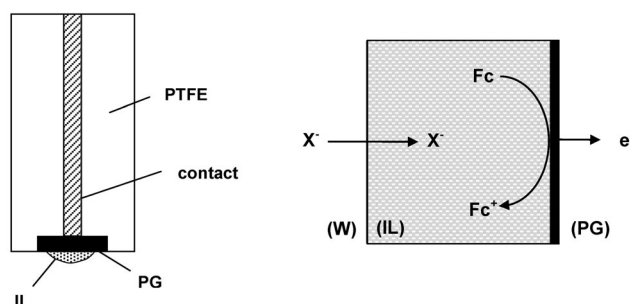 PTFE
contact
PG
IL
Fc
X⁻
X⁻
e
Fc⁺
(W)
(IL)
(PG)